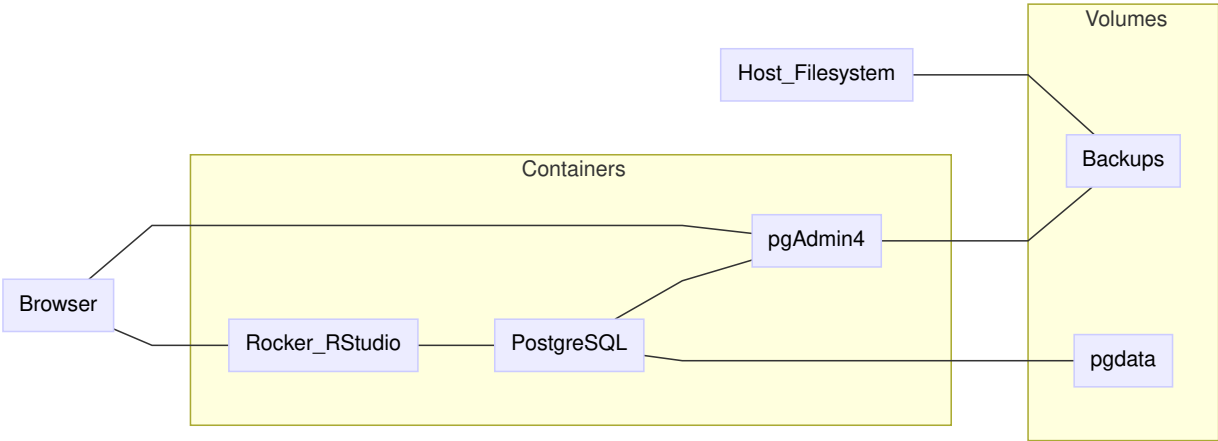 Volumes
Host_Filesystem
Backups
Containers
pgAdmin4
Browser
Rocker_RStudio
PostgreSQL
pgdata